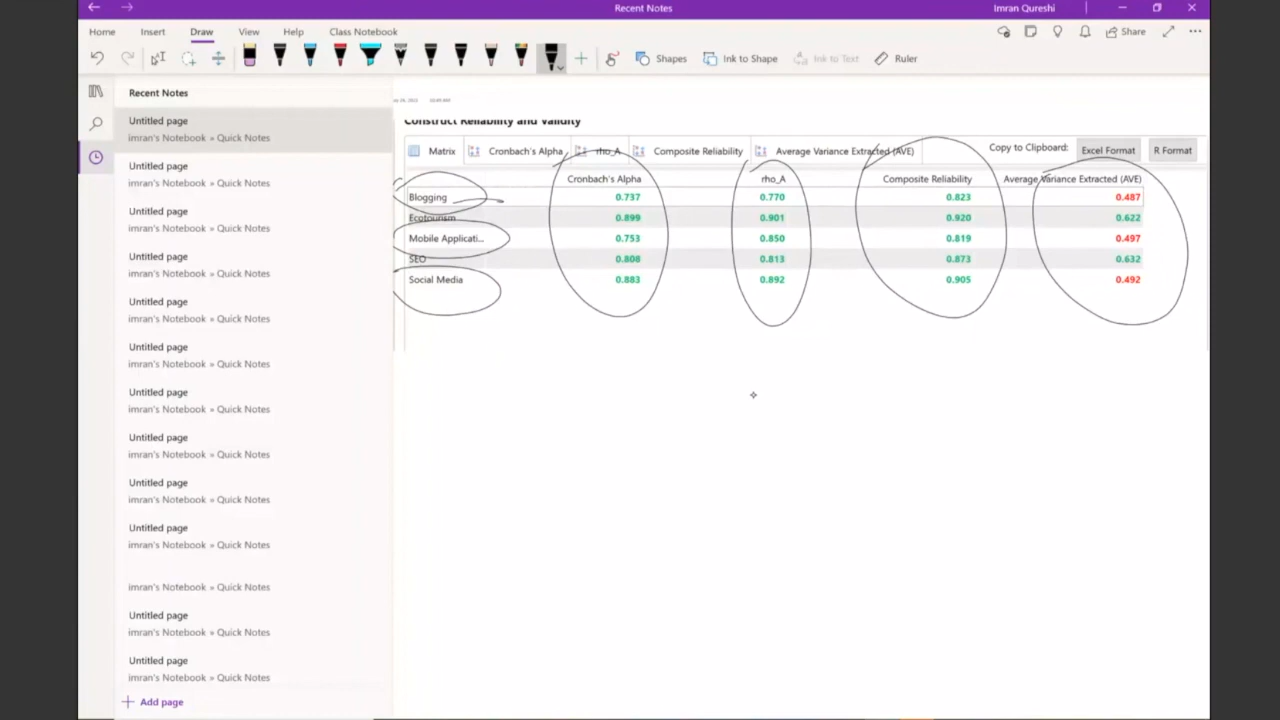 Recent Notes
Imran Qureshi
Home Insert Draw View Help Class Notebook
Share
Shapes Ink to Shape Ink to Text Ruler
Recent Notes
Untitled page
imran's Notebook » Quick Notes
Untitled page
imran's Notebook » Quick Notes
Untitled page
imran's Notebook » Quick Notes
Untitled page
imran's Notebook » Quick Notes
Untitled page
imran's Notebook » Quick Notes
Untitled page
imran's Notebook » Quick Notes
Untitled page
imran's Notebook » Quick Notes
Untitled page
imran's Notebook » Quick Notes
Untitled page
imran's Notebook » Quick Notes
Untitled page
imran's Notebook » Quick Notes
imran's Notebook » Quick Notes
Untitled page
imran's Notebook » Quick Notes
Untitled page
imran's Notebook » Quick Notes
Add page
Construct Reliability and Validity
Matrix Cronbach's Alpha rho_A Composite Reliability Average Variance Extracted (AVE) Copy to Clipboard: Excel Format R Format
Cronbach's Alpha rho_A Composite Reliability Average Variance Extracted (AVE)
Blogging 0.737 0.770 0.823 0.487
Ecotourism 0.899 0.901 0.920 0.622
Mobile Applicati... 0.753 0.850 0.819 0.497
SEO 0.808 0.813 0.873 0.632
Social Media 0.883 0.892 0.905 0.492